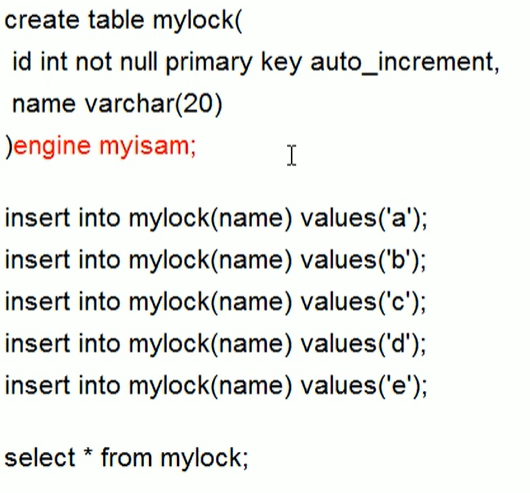 create table mylock(
id int not null primary key auto_increment,
name varchar(20)
)engine myisam;
insert into mylock(name) values('a');
insert into mylock(name) values('b');
insert into mylock(name) values('c');
insert into mylock(name) values('d');
insert into mylock(name) values('e');
select * from mylock;